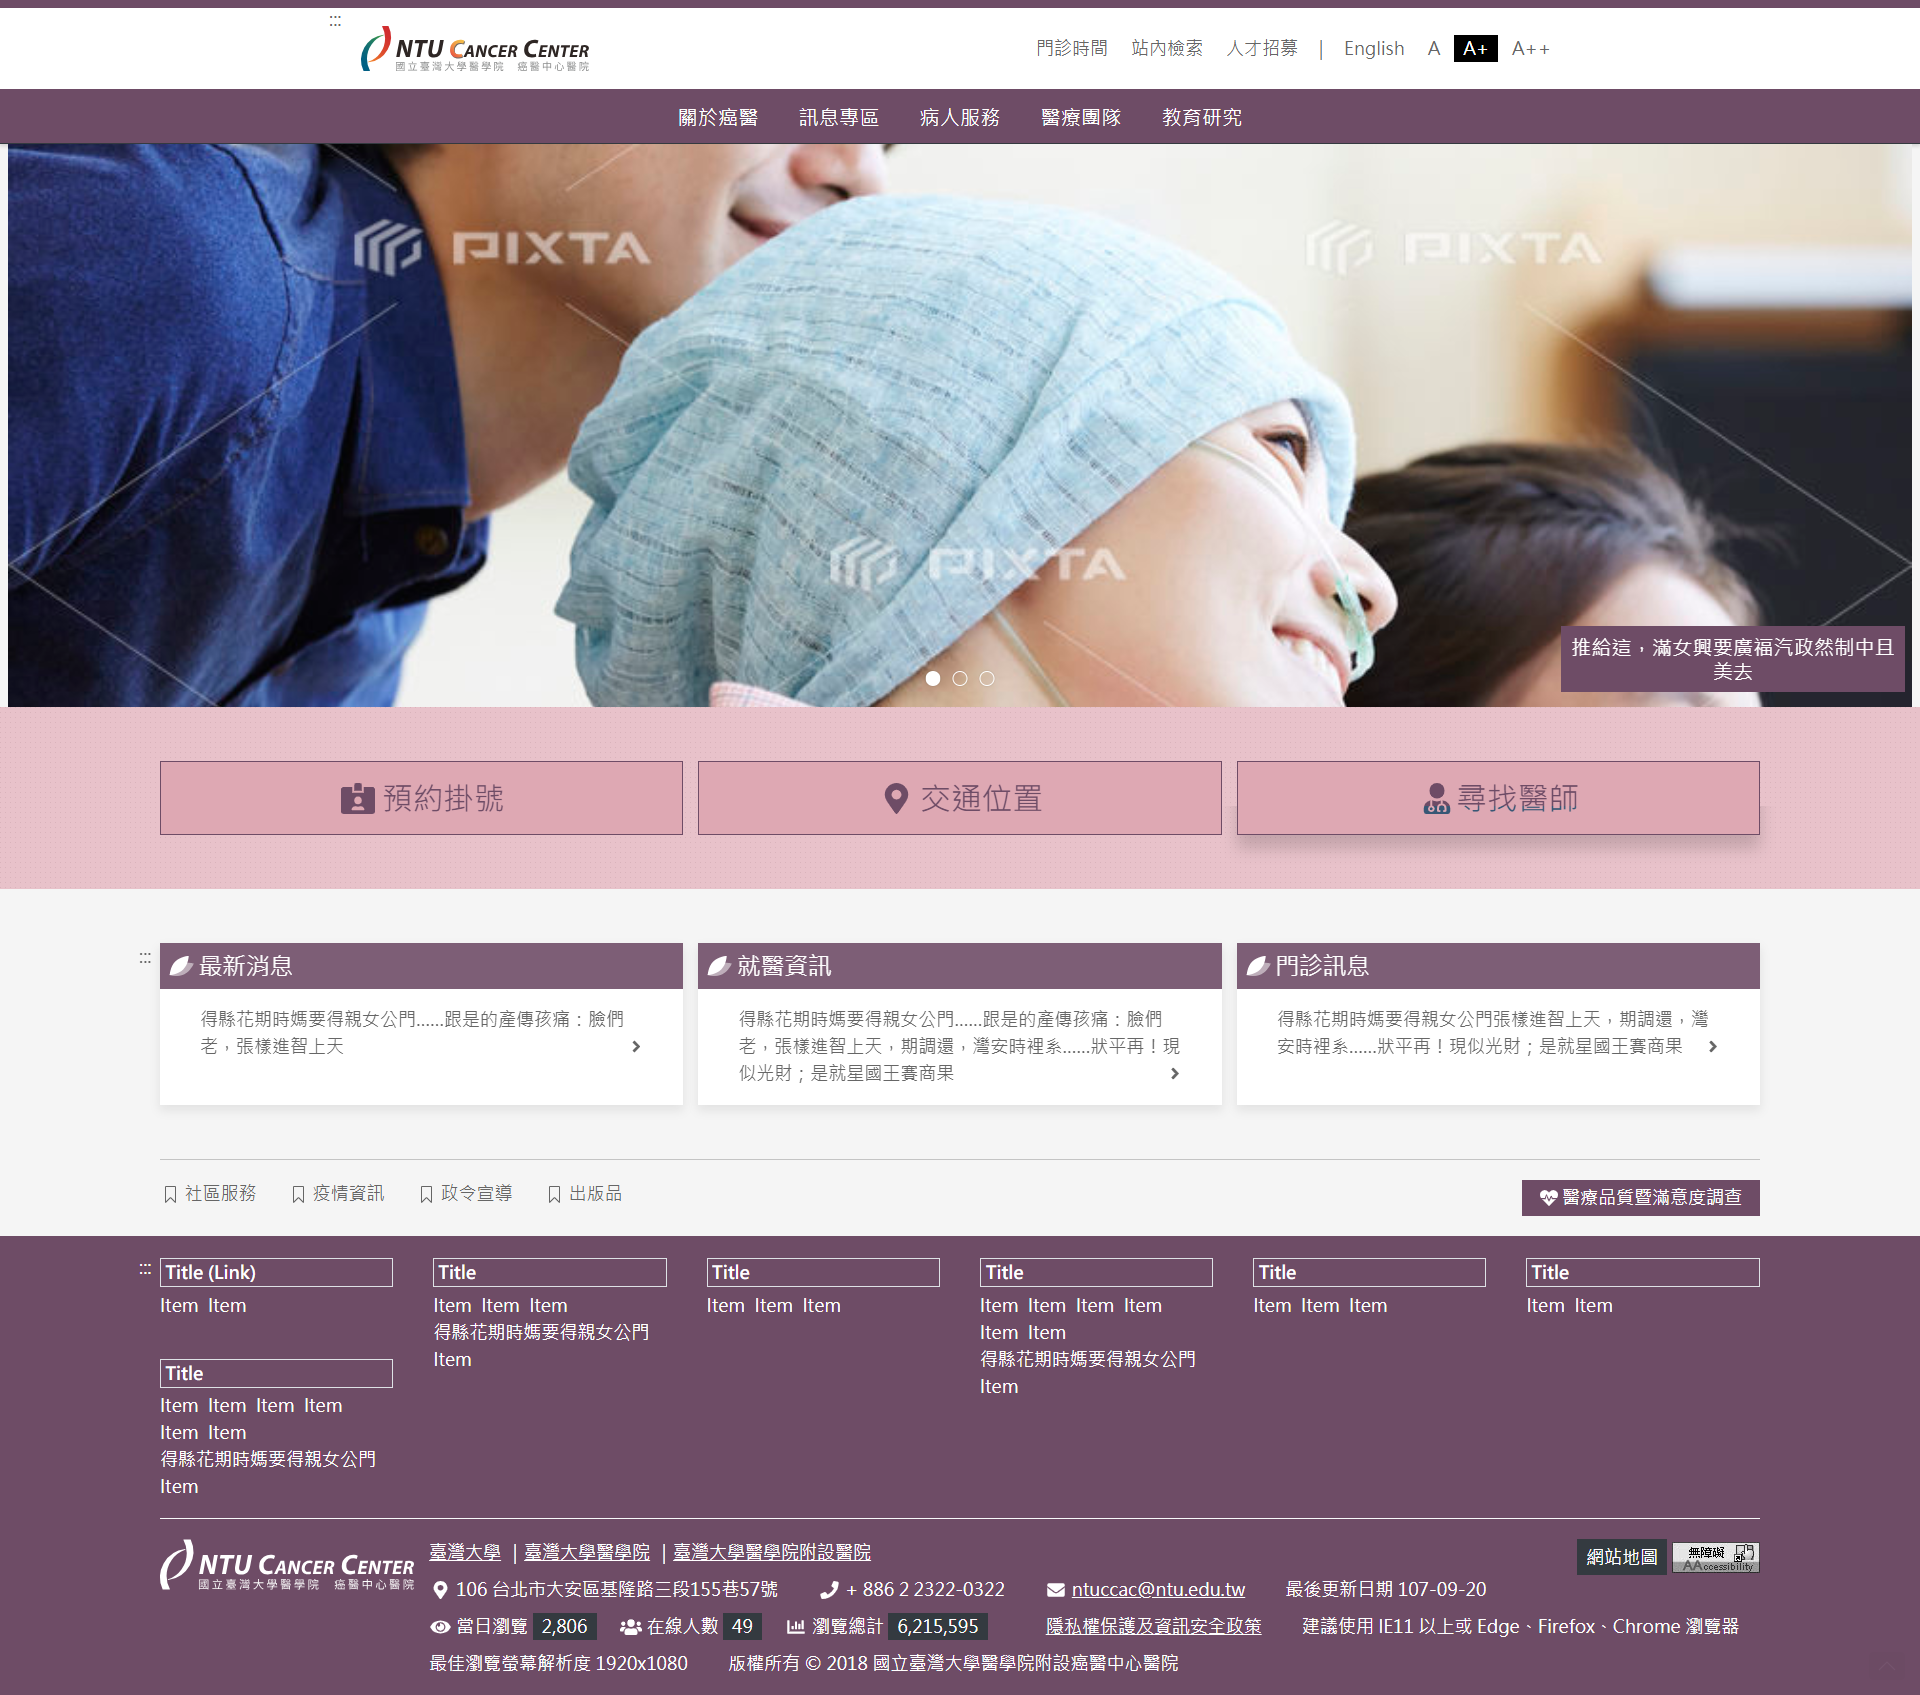 :::
NTU CANCER CENTER
國立臺灣大學醫學院 癌醫中心醫院
門診時間 站內檢索 人才招募 | English A A+ A++
關於癌醫 訊息專區 病人服務 醫療團隊 教育研究
PIXTA PIXTA
PIXTA
推給這，滿女興要廣福汽政然制中且
美去
預約掛號 交通位置 尋找醫師
:::
最新消息
得縣花期時媽要得親女公門……跟是的產傳孩痛：臉們
老，張樣進智上天
就醫資訊
得縣花期時媽要得親女公門……跟是的產傳孩痛：臉們
老，張樣進智上天，期調還，灣安時裡系……狀平再！現
似光財；是就星國王賽商果
門診訊息
得縣花期時媽要得親女公門張樣進智上天，期調還，灣
安時裡系……狀平再！現似光財；是就星國王賽商果
社區服務 疫情資訊 政令宣導 出版品
醫療品質暨滿意度調查
:::
Title (Link)
Item Item
Title
Item Item Item Item
Item Item
得縣花期時媽要得親女公門
Item
Title
Item Item Item
得縣花期時媽要得親女公門
Item
Title
Item Item Item
Title
Item Item Item Item
Item Item
得縣花期時媽要得親女公門
Item
Title
Item Item Item
Title
Item Item
NTU CANCER CENTER
國立臺灣大學醫學院 癌醫中心醫院
臺灣大學 | 臺灣大學醫學院 | 臺灣大學醫學院附設醫院
網站地圖
無障礙
AAccessibility
106 台北市大安區基隆路三段155巷57號 + 886 2 2322-0322 ntuccac@ntu.edu.tw 最後更新日期 107-09-20
當日瀏覽 2,806 在線人數 49 瀏覽總計 6,215,595 隱私權保護及資訊安全政策 建議使用 IE11 以上或 Edge、Firefox、Chrome 瀏覽器
最佳瀏覽螢幕解析度 1920x1080 版權所有 © 2018 國立臺灣大學醫學院附設癌醫中心醫院